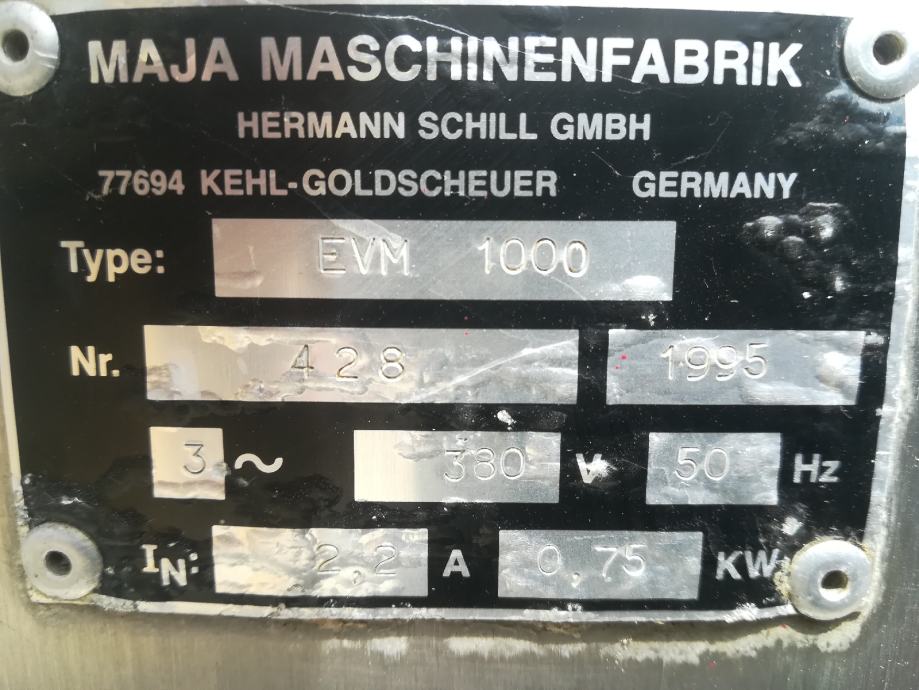 MAJA MASCHINENFABRIK
HERMANN SCHILL GMBH
77694 KEHL-GOLDSCHEUER GERMANY
Type: EVM 1000
Nr. 428 1995
3 ~ 380 V 50 Hz
IN: 2,2 A 0,75 KW